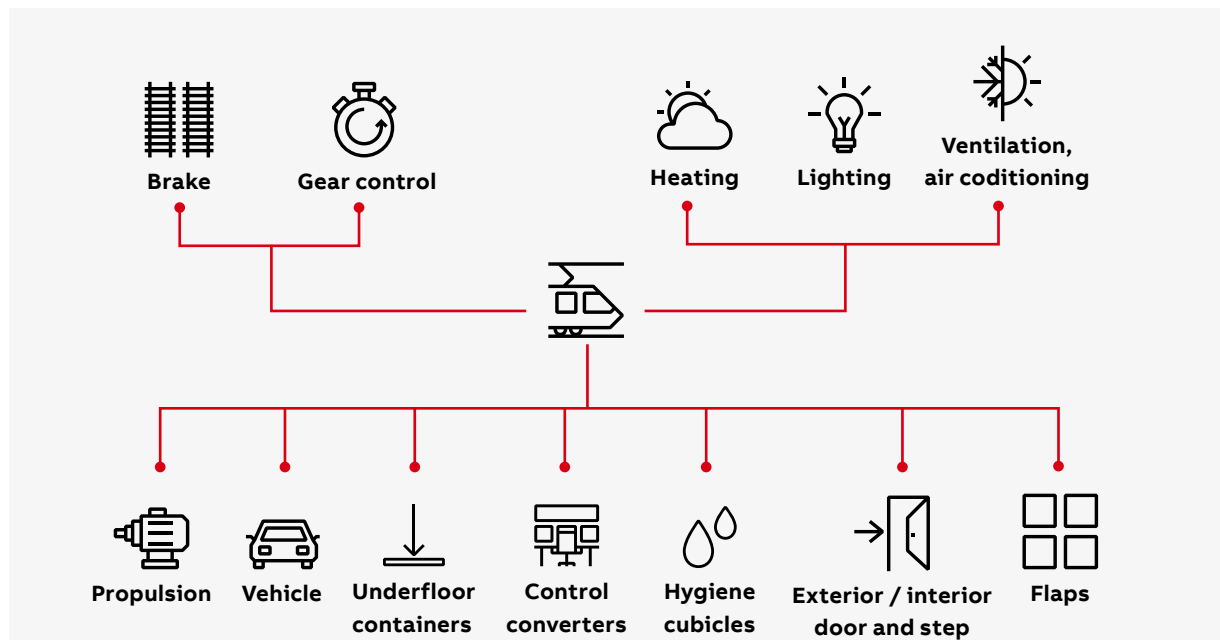 Brake
Gear control
Heating
Lighting
Ventilation,
air coditioning
Propulsion
Vehicle
Underfloor
containers
Control
converters
Hygiene
cubicles
Exterior / interior
door and step
Flaps